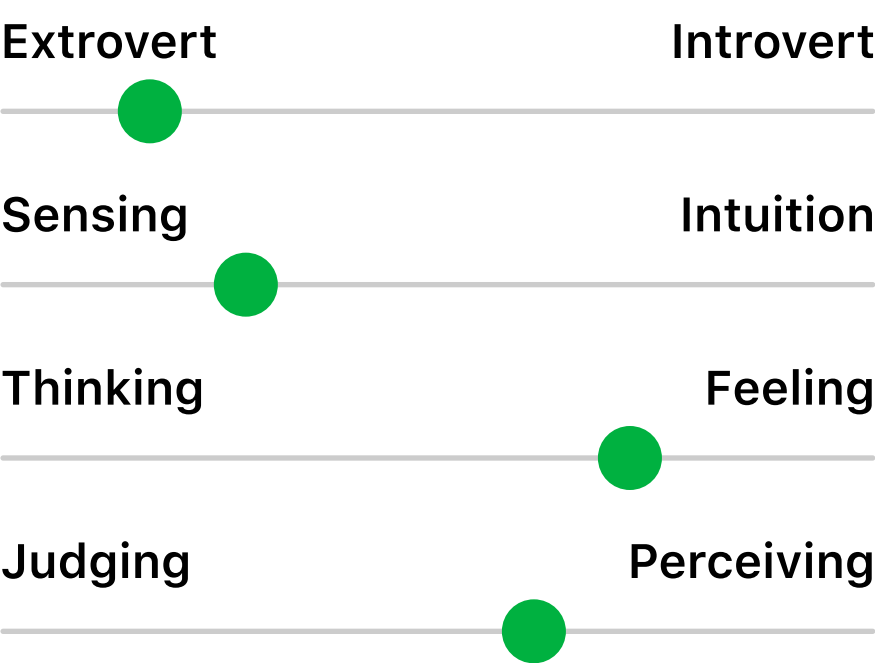 Extrovert Introvert
Sensing Intuition
Thinking Feeling
Judging Perceiving